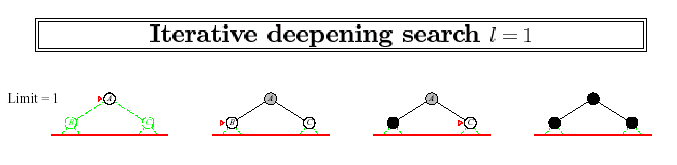 Iterative deepening search l = 1
Limit = 1
A
A
A
B
C
B
C
C